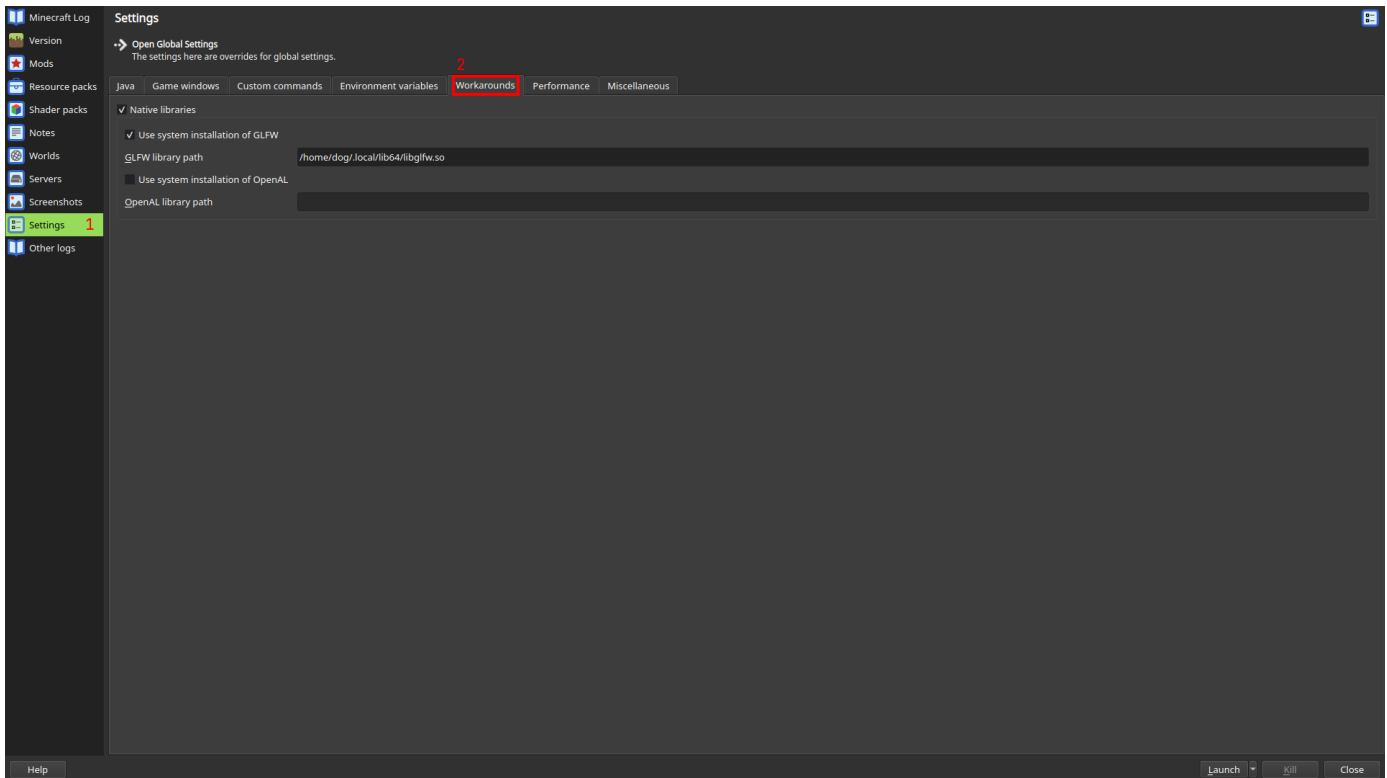 Minecraft Log
Version
Mods
Resource packs
Shader packs
Notes
Worlds
Servers
Screenshots
Settings 1
Other logs
Settings
Open Global Settings
The settings here are overrides for global settings.
2
Java Game windows Custom commands Environment variables Workarounds Performance Miscellaneous
Native libraries
Use system installation of GLFW
GLFW library path /home/dog/.local/lib64/libglfw.so
Use system installation of OpenAL
OpenAL library path
Help Launch Kill Close